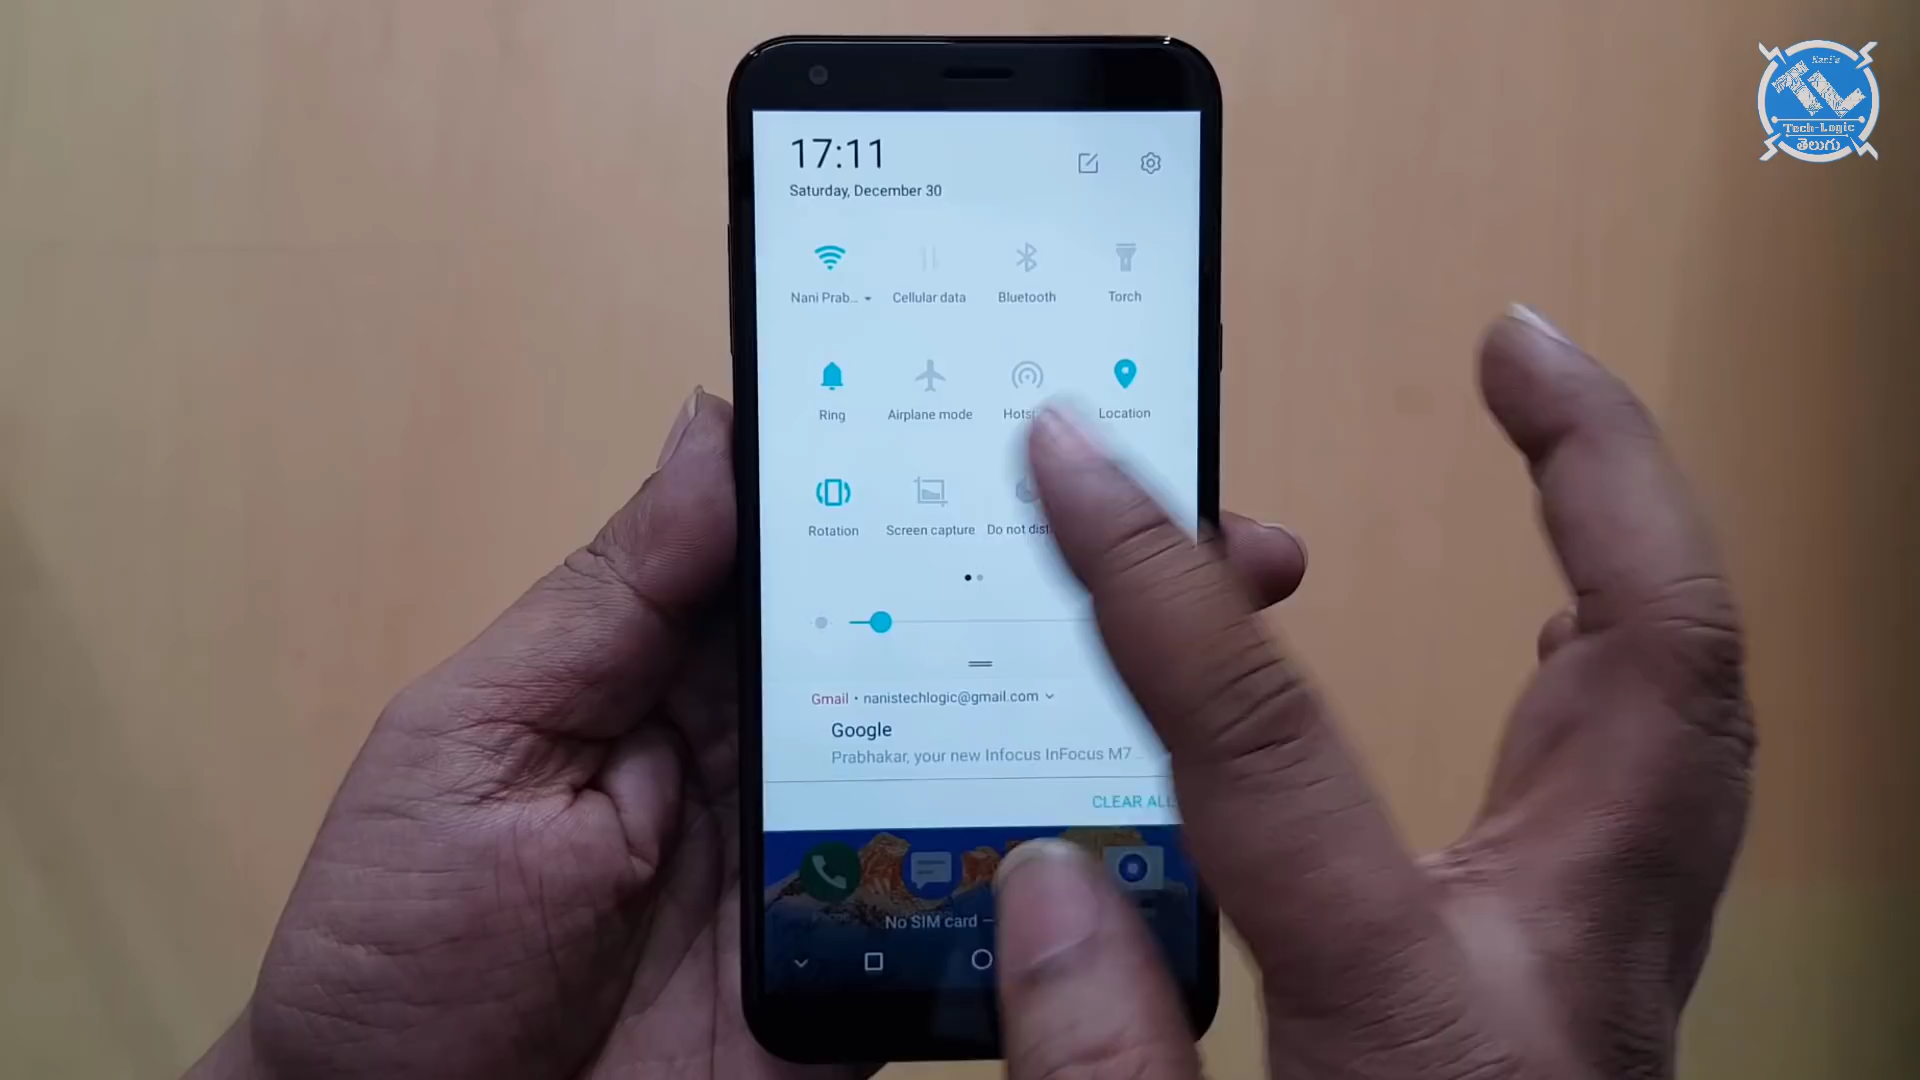 Nani's
Tech-Logic
తెలుగు
17:11
Saturday, December 30
Nani Prab...
Cellular data
Bluetooth
Torch
Ring
Airplane mode
Location
Rotation
Screen capture
Do not
Gmail • nanistechlogic@gmail.com
Google
Prabhakar, your new Infocus InFocus M7
CLEAR ALL
No SIM card –